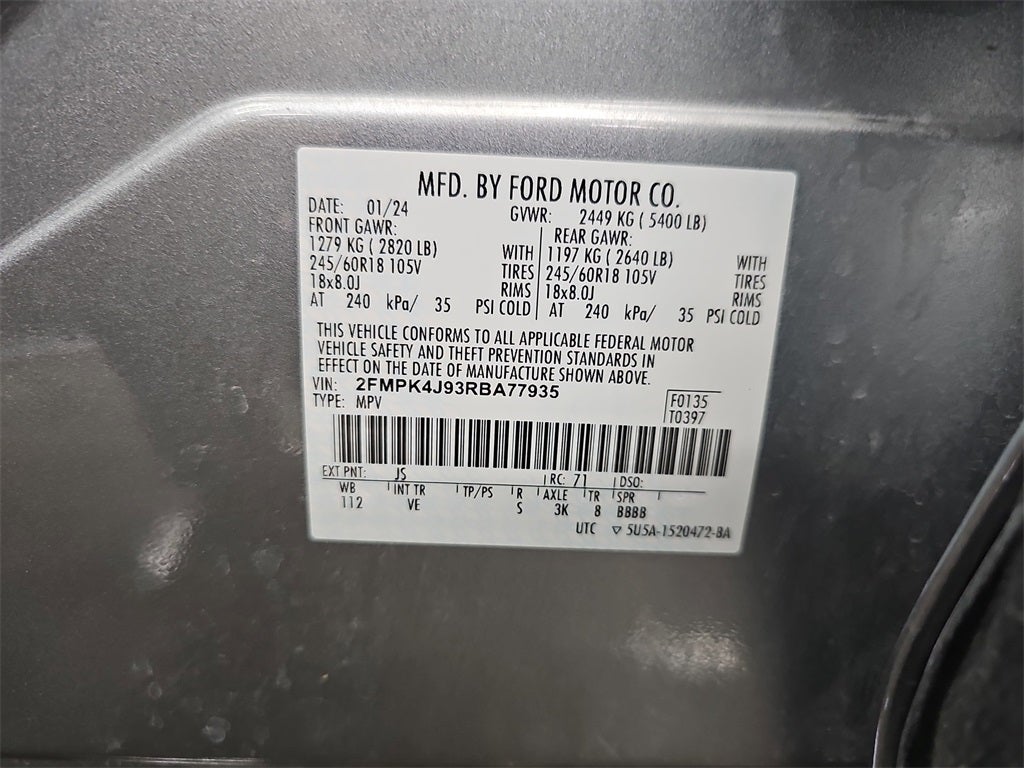 MFD. BY FORD MOTOR CO.
DATE: 01/24 GVWR: 2449 KG ( 5400 LB)
FRONT GAWR: REAR GAWR:
1279 KG ( 2820 LB) WITH 1197 KG ( 2640 LB) WITH
245/60R18 105V TIRES 245/60R18 105V TIRES
18x8.0J RIMS 18x8.0J RIMS
AT 240 kPa/ 35 PSI COLD AT 240 kPa/ 35 PSI COLD
THIS VEHICLE CONFORMS TO ALL APPLICABLE FEDERAL MOTOR
VEHICLE SAFETY AND THEFT PREVENTION STANDARDS IN
EFFECT ON THE DATE OF MANUFACTURE SHOWN ABOVE.
VIN: 2FMPK4J93RBA77935 F0135
TYPE: MPV T0397
EXT PNT: JS RC: 71 DSO:
WB INT TR TP/PS R AXLE TR SPR
112 VE S 3K 8 BBBB
UTC ▽ 5U5A-1520472-BA